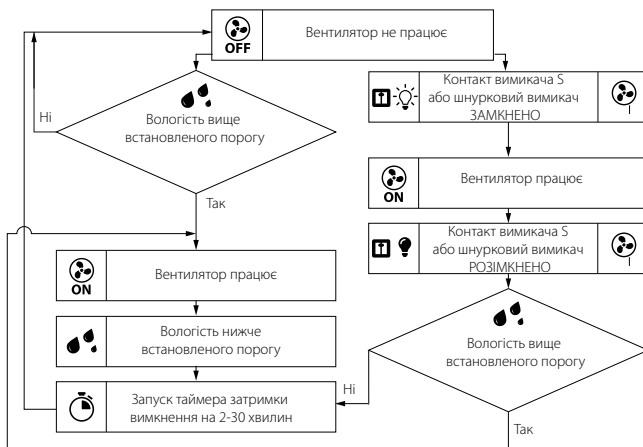 OFF
Вентилятор не працює
Ні
Вологість вище
встановленого порогу
Так
Контакт вимикача S
або шнурковий вимикач
ЗАМКНЕНО
ON
Вентилятор працює
Контакт вимикача S
або шнурковий вимикач
РОЗІМКНЕНО
ON
Вентилятор працює
Вологість нижче
встановленого порогу
Запуск таймера затримки
вимкнення на 2-30 хвилин
Вологість вище
встановленого порогу
Ні
Так